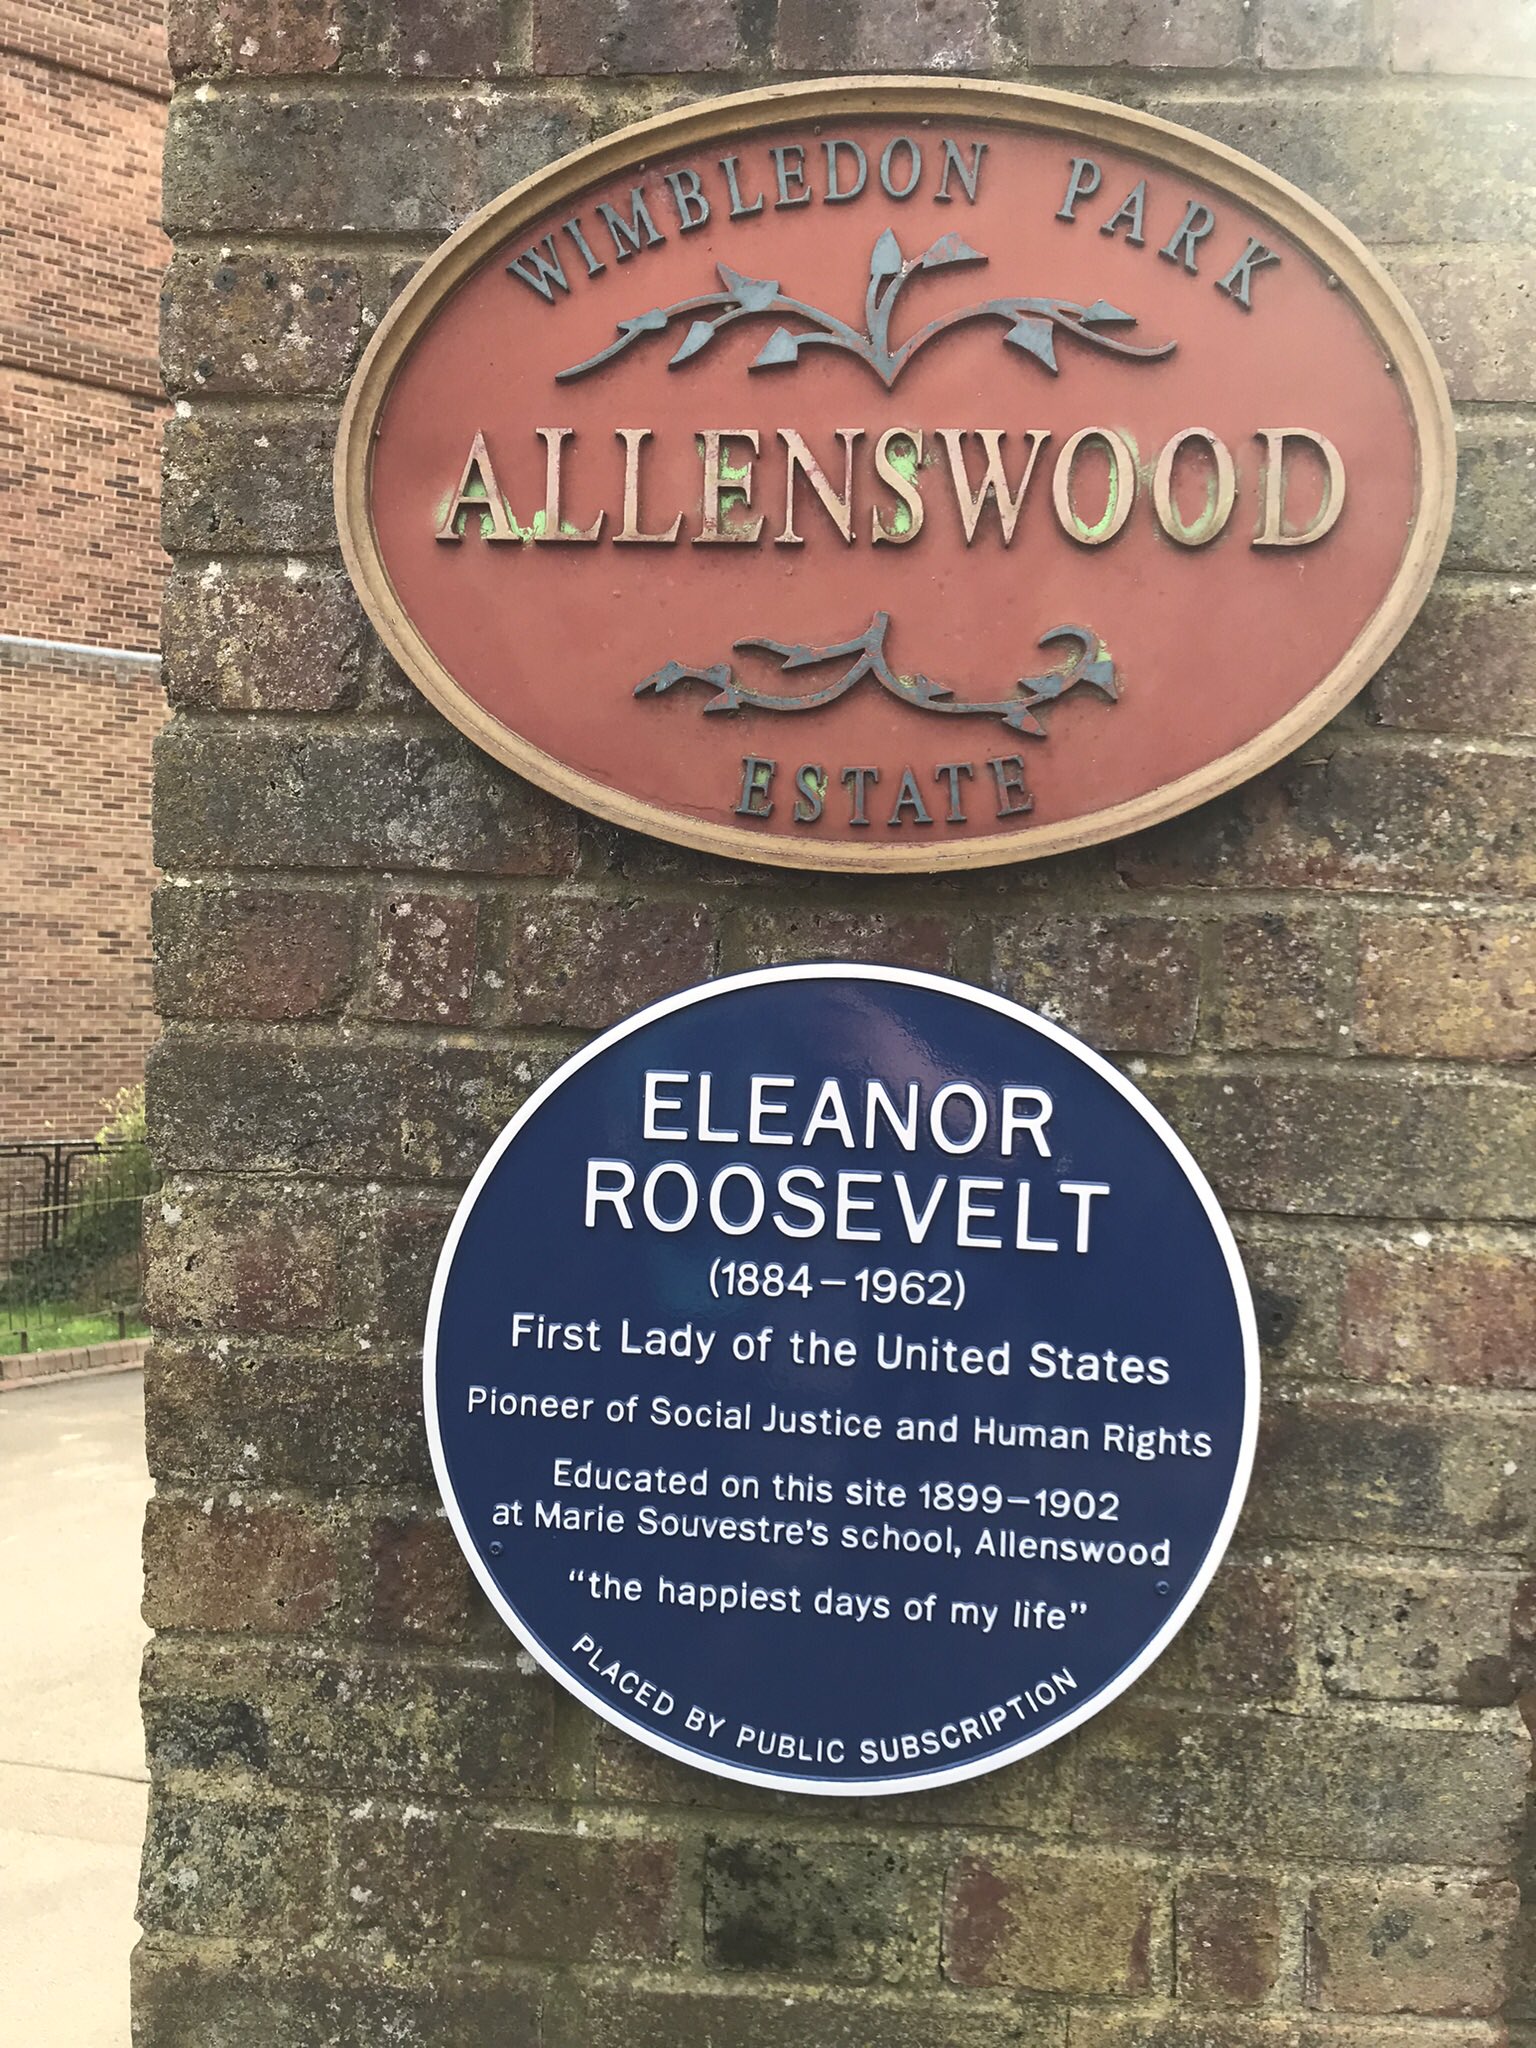 WIMBLEDON PARK
ALLENSWOOD
ESTATE
ELEANOR
ROOSEVELT
(1884–1962)
First Lady of the United States
Pioneer of Social Justice and Human Rights
Educated on this site 1899–1902
at Marie Souvestre's school, Allenswood
“the happiest days of my life”
PLACED BY PUBLIC SUBSCRIPTION